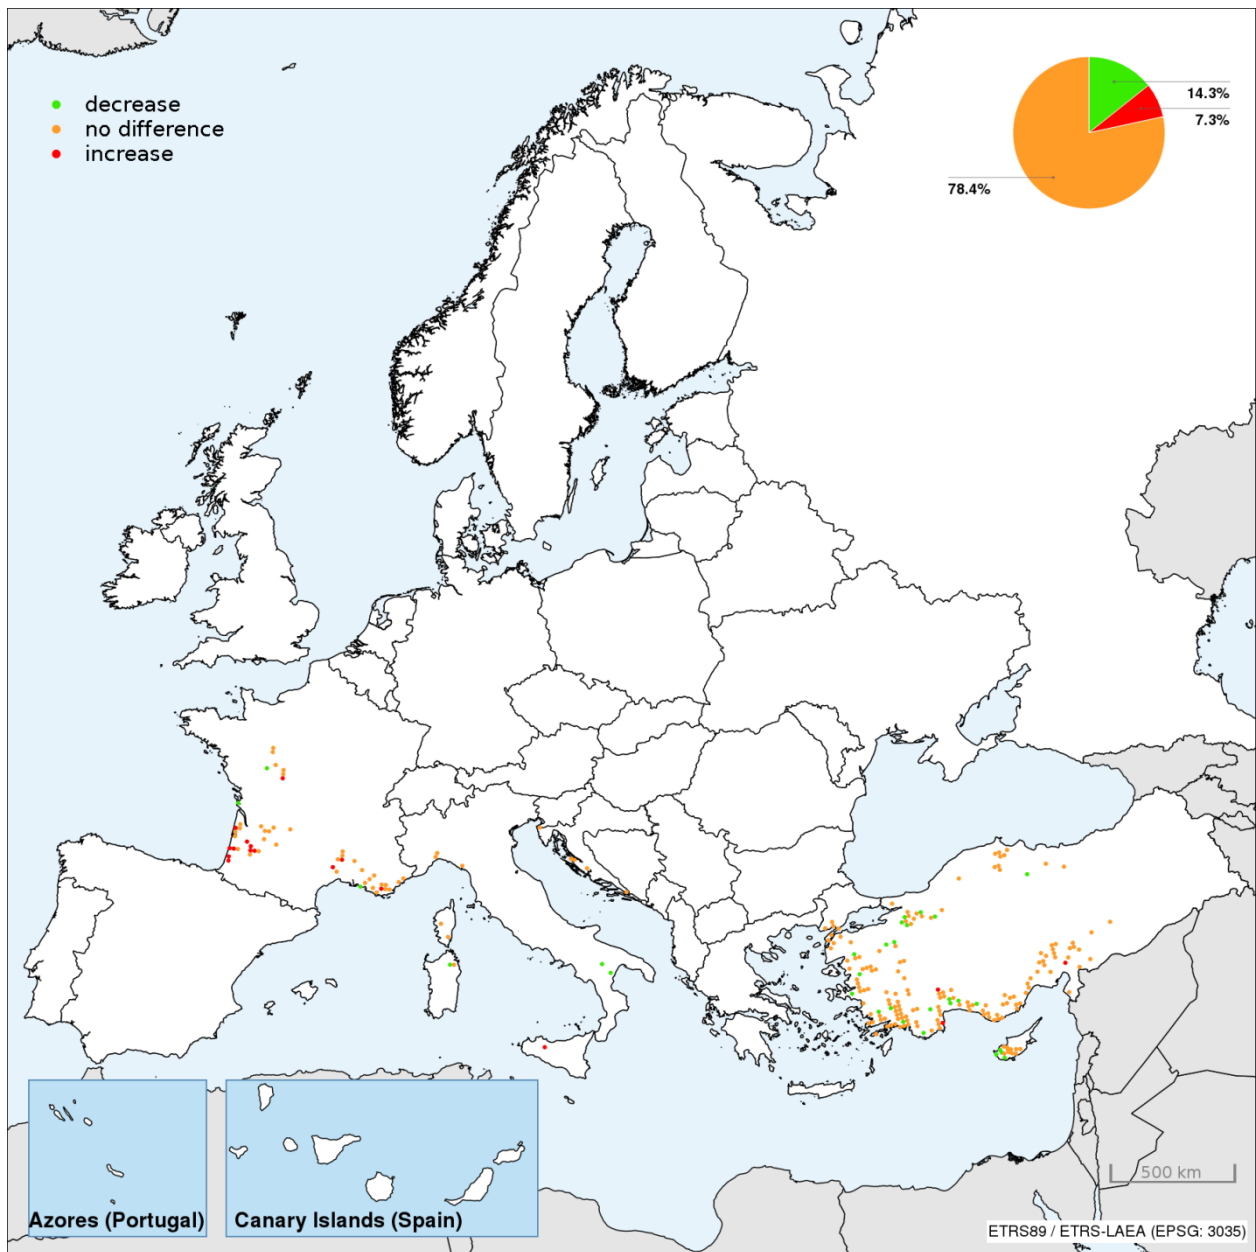 decrease
no difference
increase
14.3%
7.3%
78.4%
500 km
Azores (Portugal)
Canary Islands (Spain)
ETRS89 / ETRS-LAEA (EPSG: 3035)